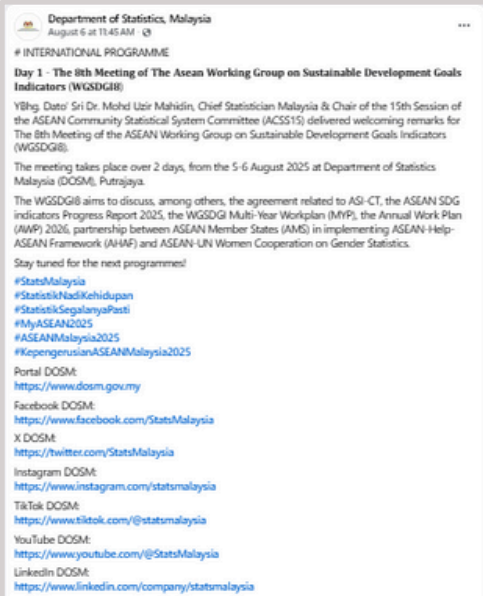 Department of Statistics, Malaysia
August 6 at 11:45 AM ·
# INTERNATIONAL PROGRAMME
Day 1 - The 8th Meeting of The Asean Working Group on Sustainable Development Goals
Indicators (WGSDGI8)
YBhg. Dato' Sri Dr. Mohd Uzir Mahidin, Chief Statistician Malaysia & Chair of the 15th Session of
the ASEAN Community Statistical System Committee (ACSS15) delivered welcoming remarks for
The 8th Meeting of the ASEAN Working Group on Sustainable Development Goals Indicators
(WGSDGI8).
The meeting takes place over 2 days, from the 5-6 August 2025 at Department of Statistics
Malaysia (DOSM), Putrajaya.
The WGSDGI8 aims to discuss, among others, the agreement related to ASI-CT, the ASEAN SDG
indicators Progress Report 2025, the WGSDGI Multi-Year Workplan (MYP), the Annual Work Plan
(AWP) 2026, partnership between ASEAN Member States (AMS) in implementing ASEAN-Help-
ASEAN Framework (AHAF) and ASEAN-UN Women Cooperation on Gender Statistics.
Stay tuned for the next programmes!
#StatsMalaysia
#StatistikNadiKehidupan
#StatistikSegalanyaPasti
#MyASEAN2025
#ASEANMalaysia2025
#KepengerusianASEANMalaysia2025
Portal DOSM:
https://www.dosm.gov.my
Facebook DOSM:
https://www.facebook.com/StatsMalaysia
X DOSM:
https://twitter.com/StatsMalaysia
Instagram DOSM:
https://www.instagram.com/statsmalaysia
TikTok DOSM:
https://www.tiktok.com/@statsmalaysia
YouTube DOSM:
https://www.youtube.com/@StatsMalaysia
LinkedIn DOSM:
https://www.linkedin.com/company/statsmalaysia